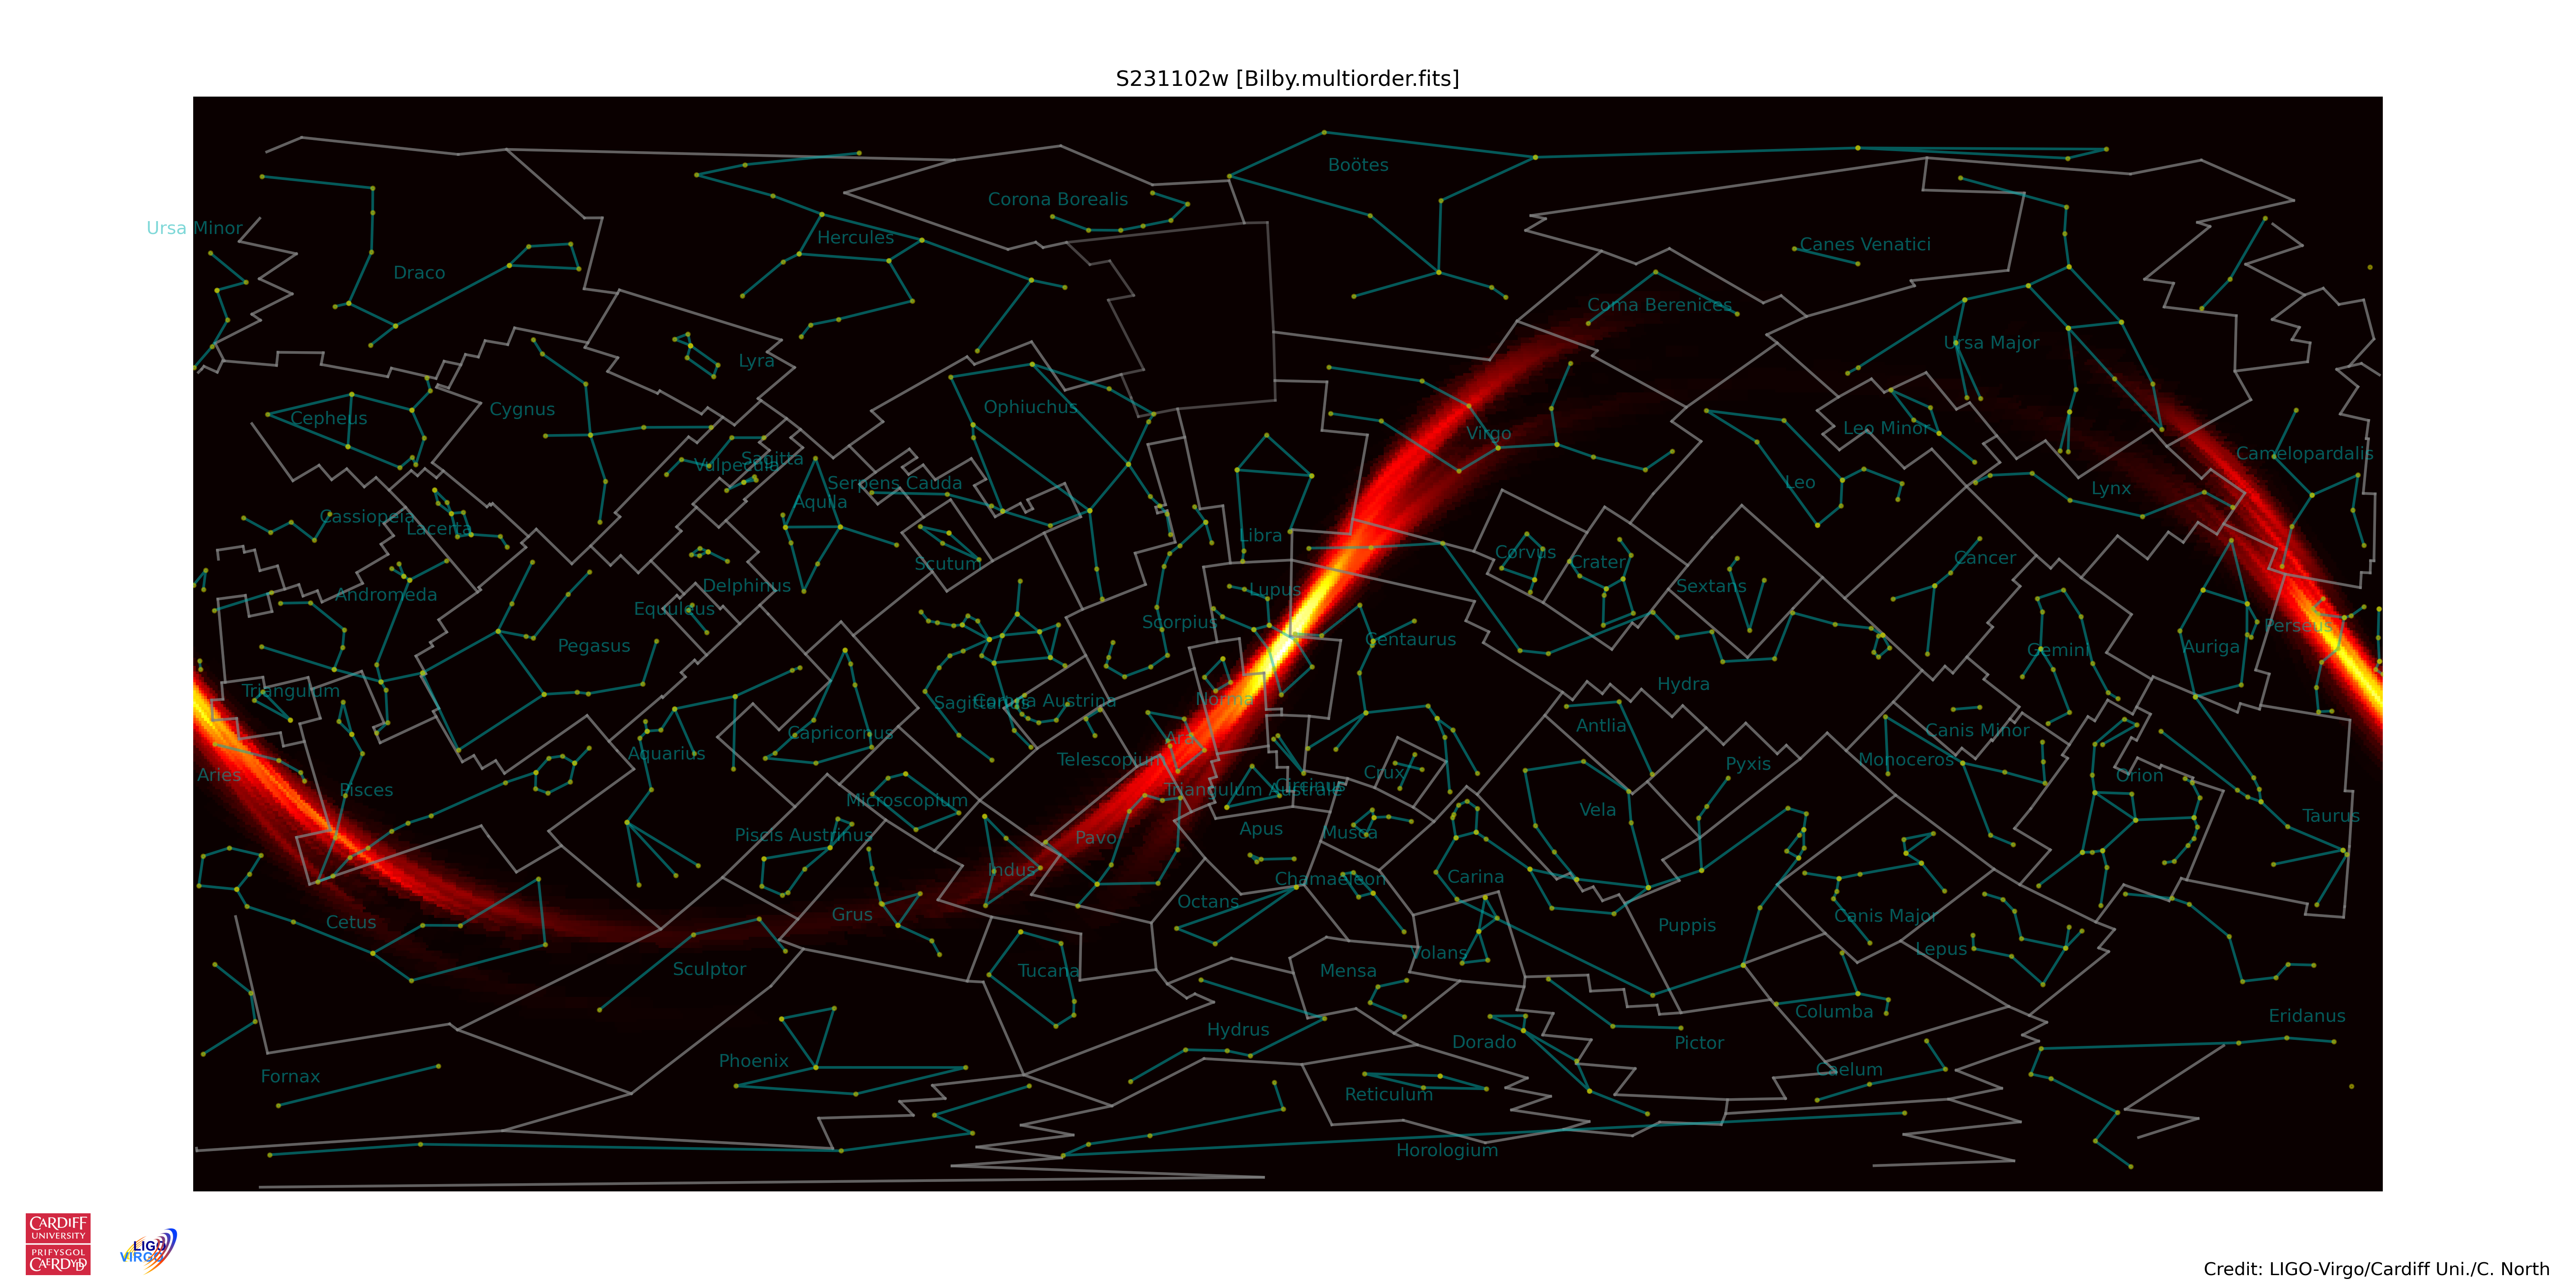 S231102w [Bilby.multiorder.fits]
Boötes
Corona Borealis
Ursa Minor
Hercules
Canes Venatici
Draco
Coma Berenices
Ursa Major
Lyra
Cygnus
Ophiuchus
Cepheus
Leo Minor
Virgo
Camelopardalis
Sagitta
Vulpecula
Serpens Cauda
Leo
Lynx
Aquila
Cassiopeia
Lacerta
Libra
Corvus
Crater
Cancer
Scutum
Delphinus
Sextans
Lupus
Andromeda
Equuleus
Scorpius
Perseus
Centaurus
Pegasus
Auriga
Gemini
Hydra
Triangulum
Sagittarius
Corona Austrina
Norma
Antlia
Canis Minor
Capricornus
Ara
Aquarius
Telescopium
Pyxis
Monoceros
Crux
Aries
Orion
Circinus
Pisces
Triangulum Australe
Microscopium
Vela
Taurus
Apus
Musca
Piscis Austrinus
Pavo
Indus
Chamaeleon
Carina
Octans
Grus
Canis Major
Cetus
Puppis
Lepus
Volans
Sculptor
Tucana
Mensa
Columba
Eridanus
Hydrus
Dorado
Pictor
Phoenix
Caelum
Fornax
Reticulum
Horologium
CARDIFF
UNIVERSITY
PRIFYSGOL
CAERDYDD
LIGO
VIRGO
Credit: LIGO-Virgo/Cardiff Uni./C. North